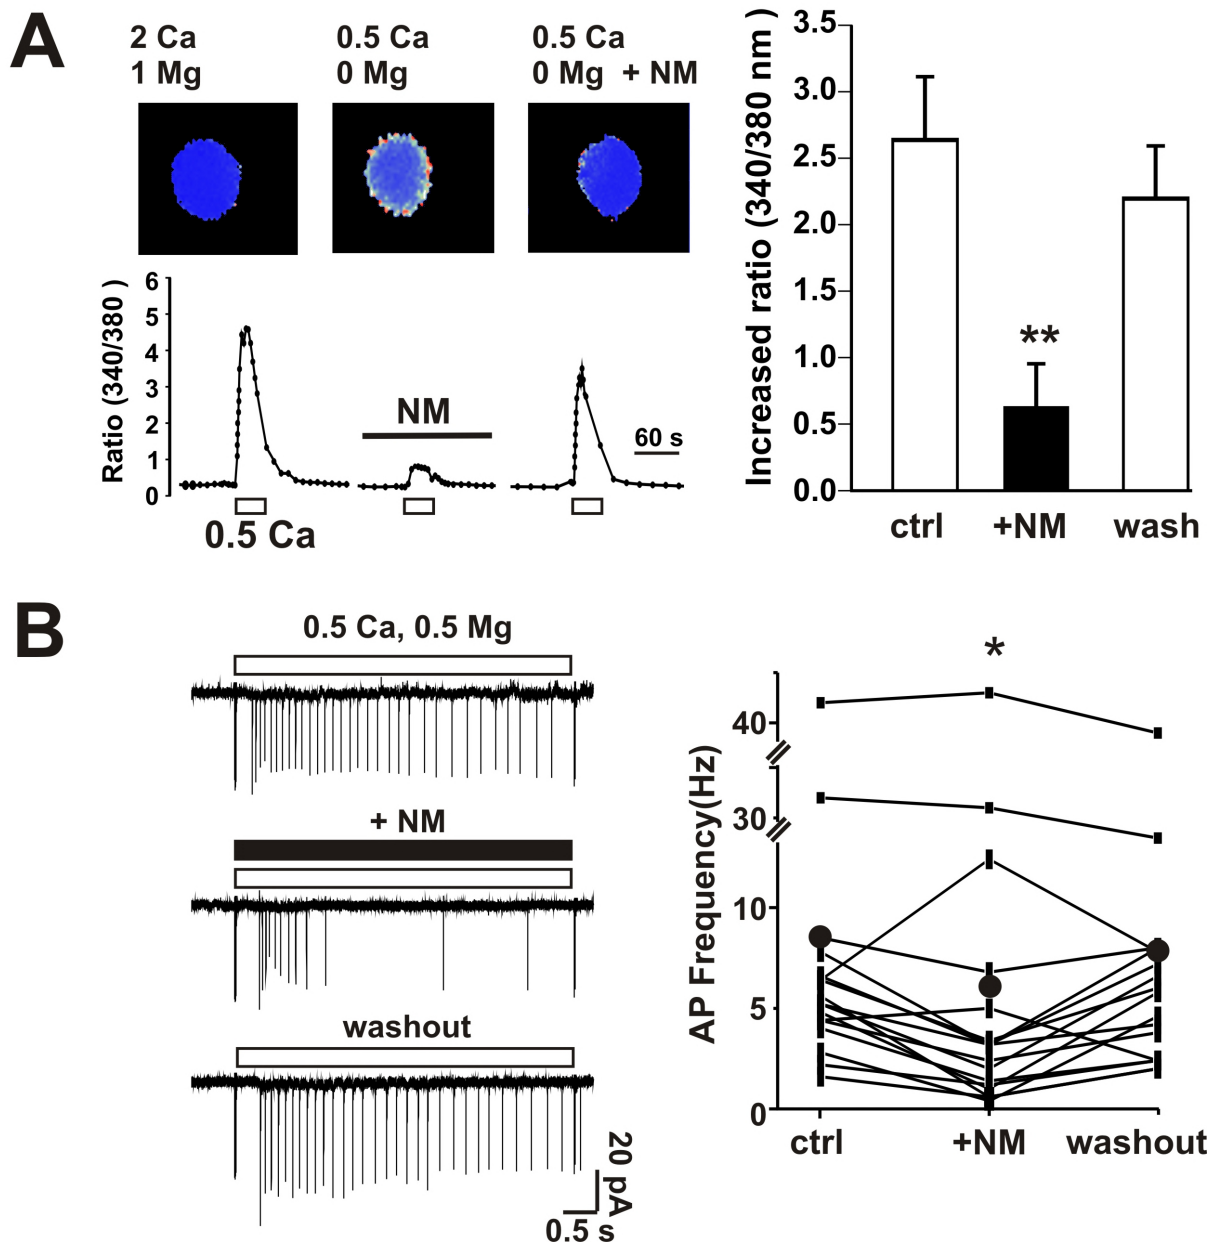 A
2 Ca
1 Mg
0.5 Ca
0 Mg
0.5 Ca
0 Mg + NM
Ratio (340/380 )
6
5
4
3
2
1
0
NM
60 s
0.5 Ca
Increased ratio (340/380 nm )
3.5
3.0
2.5
2.0
1.5
1.0
0.5
0.0
**
ctrl
+NM
wash
B
0.5 Ca, 0.5 Mg
+ NM
washout
20 pA
0.5 s
AP Frequency(Hz)
*
40
30
10
5
0
ctrl
+NM
washout